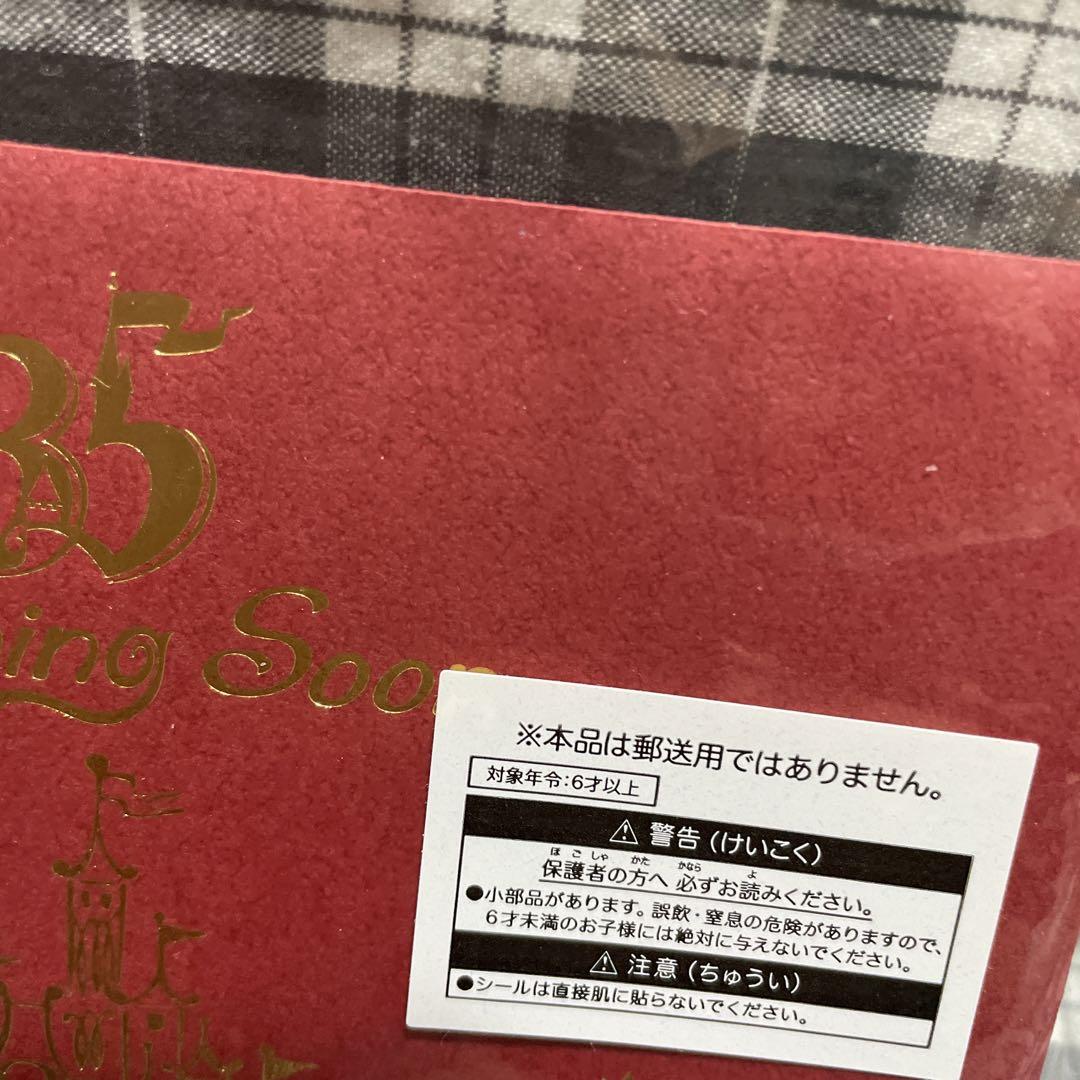 35
ing Soo
※本品は郵送用ではありません。
対象年令:6才以上
⚠ 警告(けいこく)
ほごしゃ かた かなら よ
保護者の方へ 必ずお読みください。
●小部品があります。誤飲・窒息の危険がありますので、
6才未満のお子様には絶対に与えないでください。
⚠ 注意(ちゅうい)
●シールは直接肌に貼らないでください。